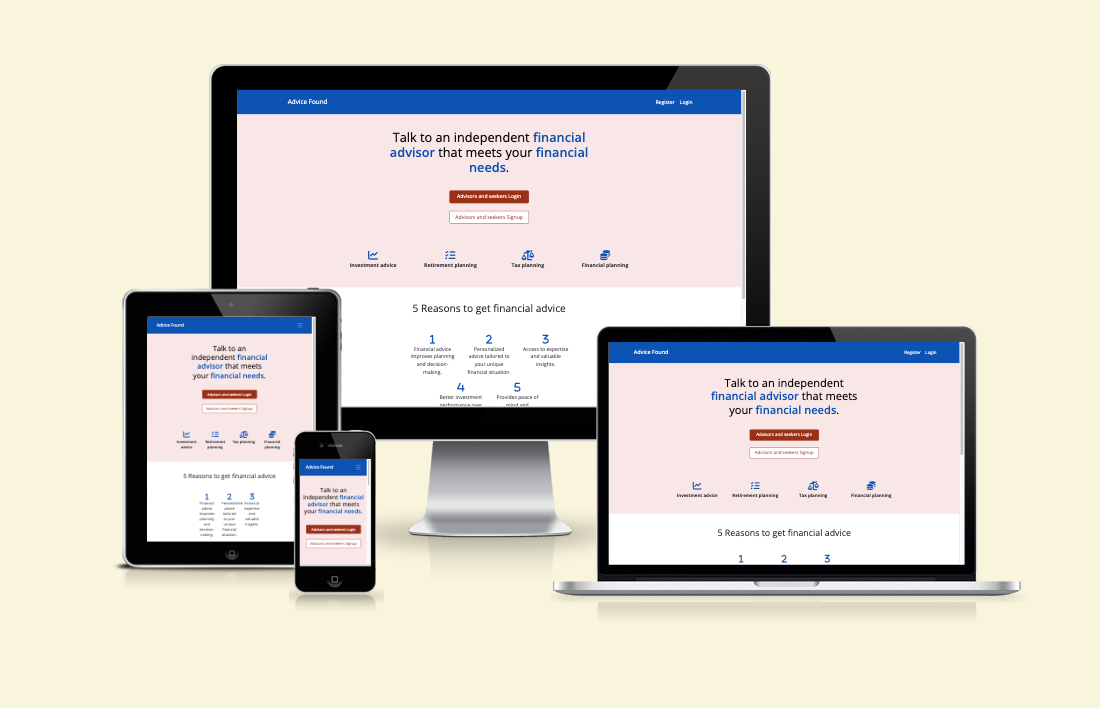 Advice Found
Register Login
Talk to an independent financial
advisor that meets your financial
needs.
Advisors and seekers Login
Advisors and seekers Signup
Investment advice
Retirement planning
Tax planning
Financial planning
5 Reasons to get financial advice
1
Financial advice
improves planning
and decision-
making.
2
Personalized
advice tailored to
your unique
financial situation.
3
Access to expertise
and valuable
insights.
4
Better investment
performance over
5
Provides peace of
mind and
Advice Found
Talk to an
independent financial
advisor that meets
your financial needs.
Advisors and seekers Login
Advisors and seekers Signup
Investment
advice
Retirement
planning
Tax planning
Financial
planning
5 Reasons to get financial advice
1
Financial
advice
improves
planning
and
decision-
making.
2
Personalized
advice
tailored
to your
unique
financial
situation.
3
Access to
expertise
and
valuable
insights.
Advice Found
Talk to an
independent financial
advisor that meets
your financial needs.
Advisors and seekers Login
Advisors and seekers Signup
Advice Found
Register Login
Talk to an independent
financial advisor that meets
your financial needs.
Advisors and seekers Login
Advisors and seekers Signup
Investment advice
Retirement planning
Tax planning
Financial planning
5 Reasons to get financial advice
1
2
3